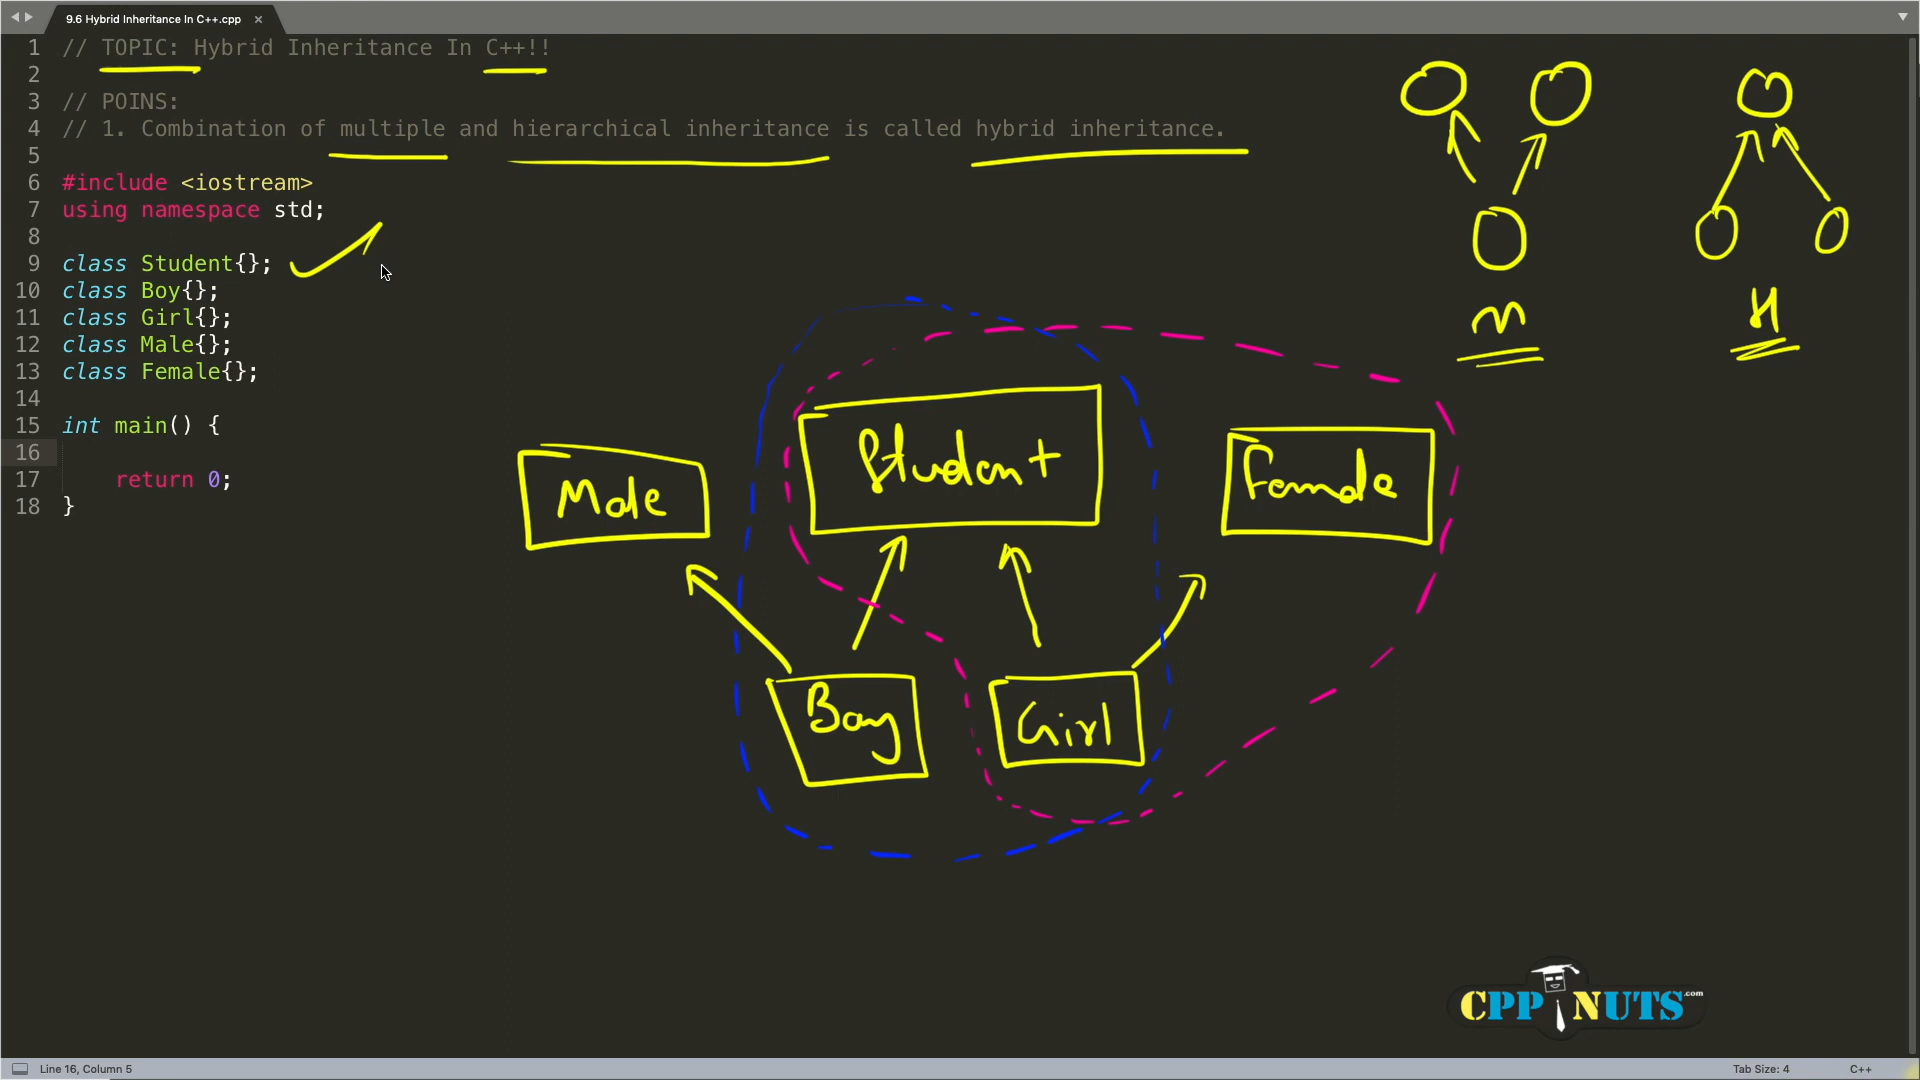 9.6 Hybrid Inheritance In C++.cpp
1 // TOPIC: Hybrid Inheritance In C++!!
2
3 // POINS:
4 // 1. Combination of multiple and hierarchical inheritance is called hybrid inheritance.
5
6 #include <iostream>
7 using namespace std;
8
9 class Student{};
10 class Boy{};
11 class Girl{};
12 class Male{};
13 class Female{};
14
15 int main() {
16
17 return 0;
18 }
M H
Male Student Female
Boy Girl
CPP NUTS.com
Line 16, Column 5 Tab Size: 4 C++